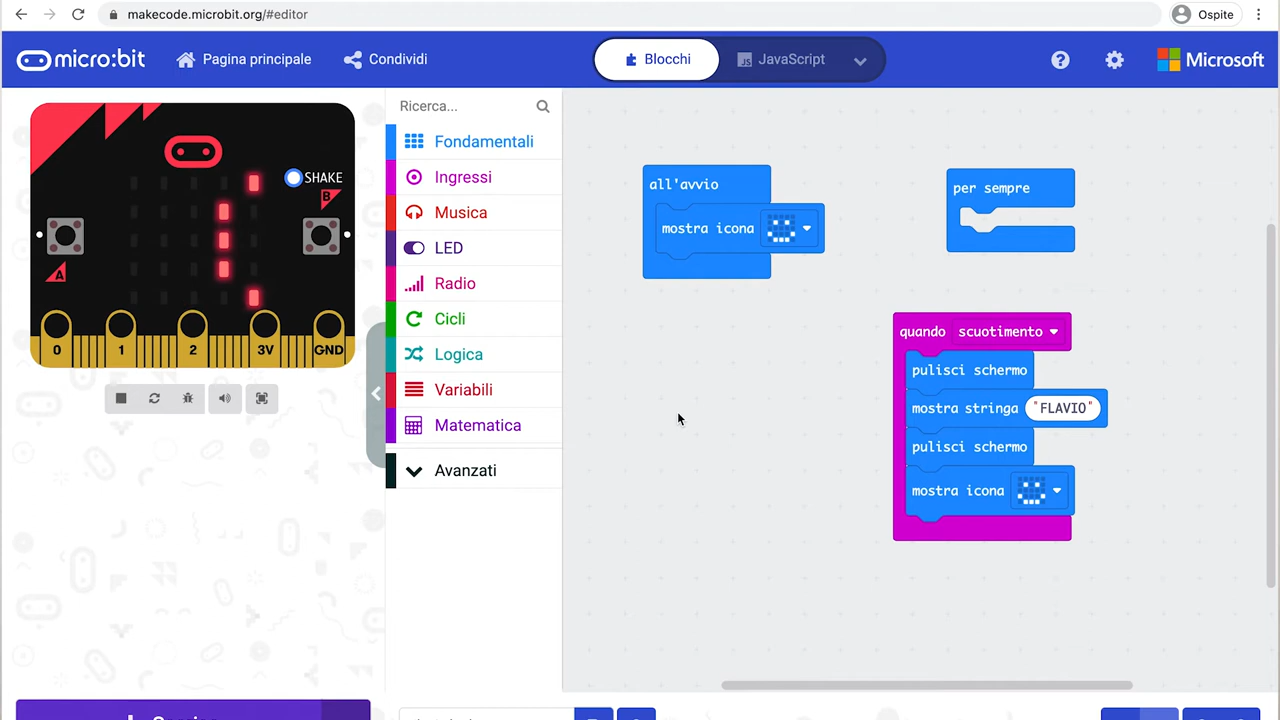 makecode.microbit.org/#editor
Ospite
micro:bit
Pagina principale
Condividi
Blocchi
JS JavaScript
?
Microsoft
SHAKE
B
A
0 1 2 3V GND
Ricerca...
Fondamentali
Ingressi
Musica
LED
Radio
Cicli
Logica
Variabili
Matematica
Avanzati
all'avvio
mostra icona
per sempre
quando scuotimento
pulisci schermo
mostra stringa "FLAVIO"
pulisci schermo
mostra icona